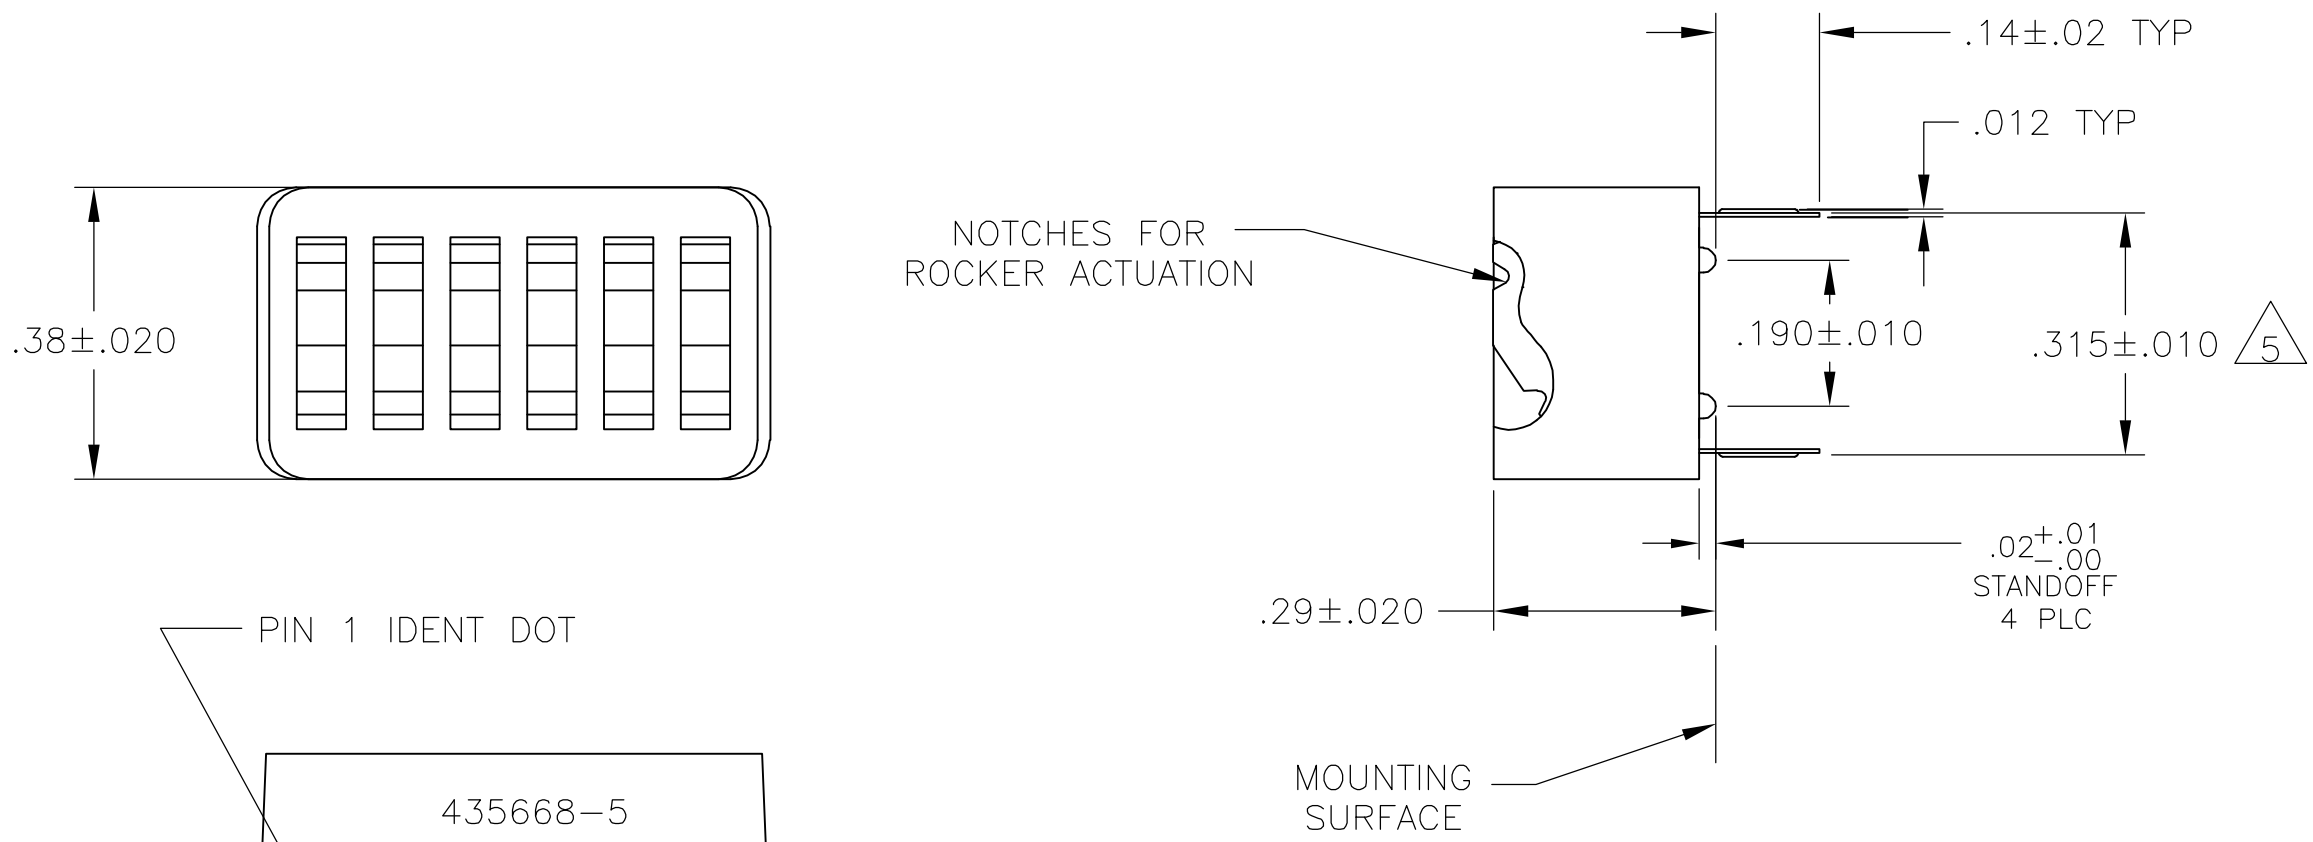 .14±.02 TYP
.012 TYP
NOTCHES FOR
ROCKER ACTUATION
.38±.020
.190±.010
.315±.010
5
.02+.01
-.00
STANDOFF
4 PLC
.29±.020
PIN 1 IDENT DOT
MOUNTING
SURFACE
435668-5